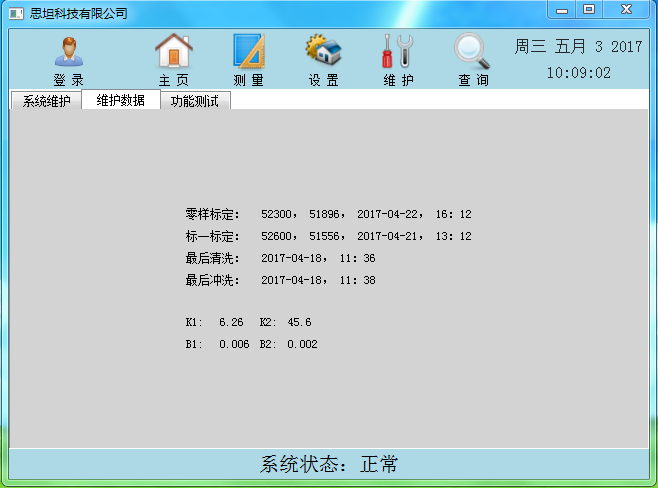 思坦科技有限公司
登 录
主 页
测 量
设 置
维 护
查 询
周三 五月 3 2017
10:09:02
系统维护
维护数据
功能测试
零样标定: 52300, 51896, 2017-04-22, 16: 12
标一标定: 52600, 51556, 2017-04-21, 13: 12
最后清洗: 2017-04-18, 11: 36
最后冲洗: 2017-04-18, 11: 38
K1: 6.26 K2: 45.6
B1: 0.006 B2: 0.002
系统状态: 正常